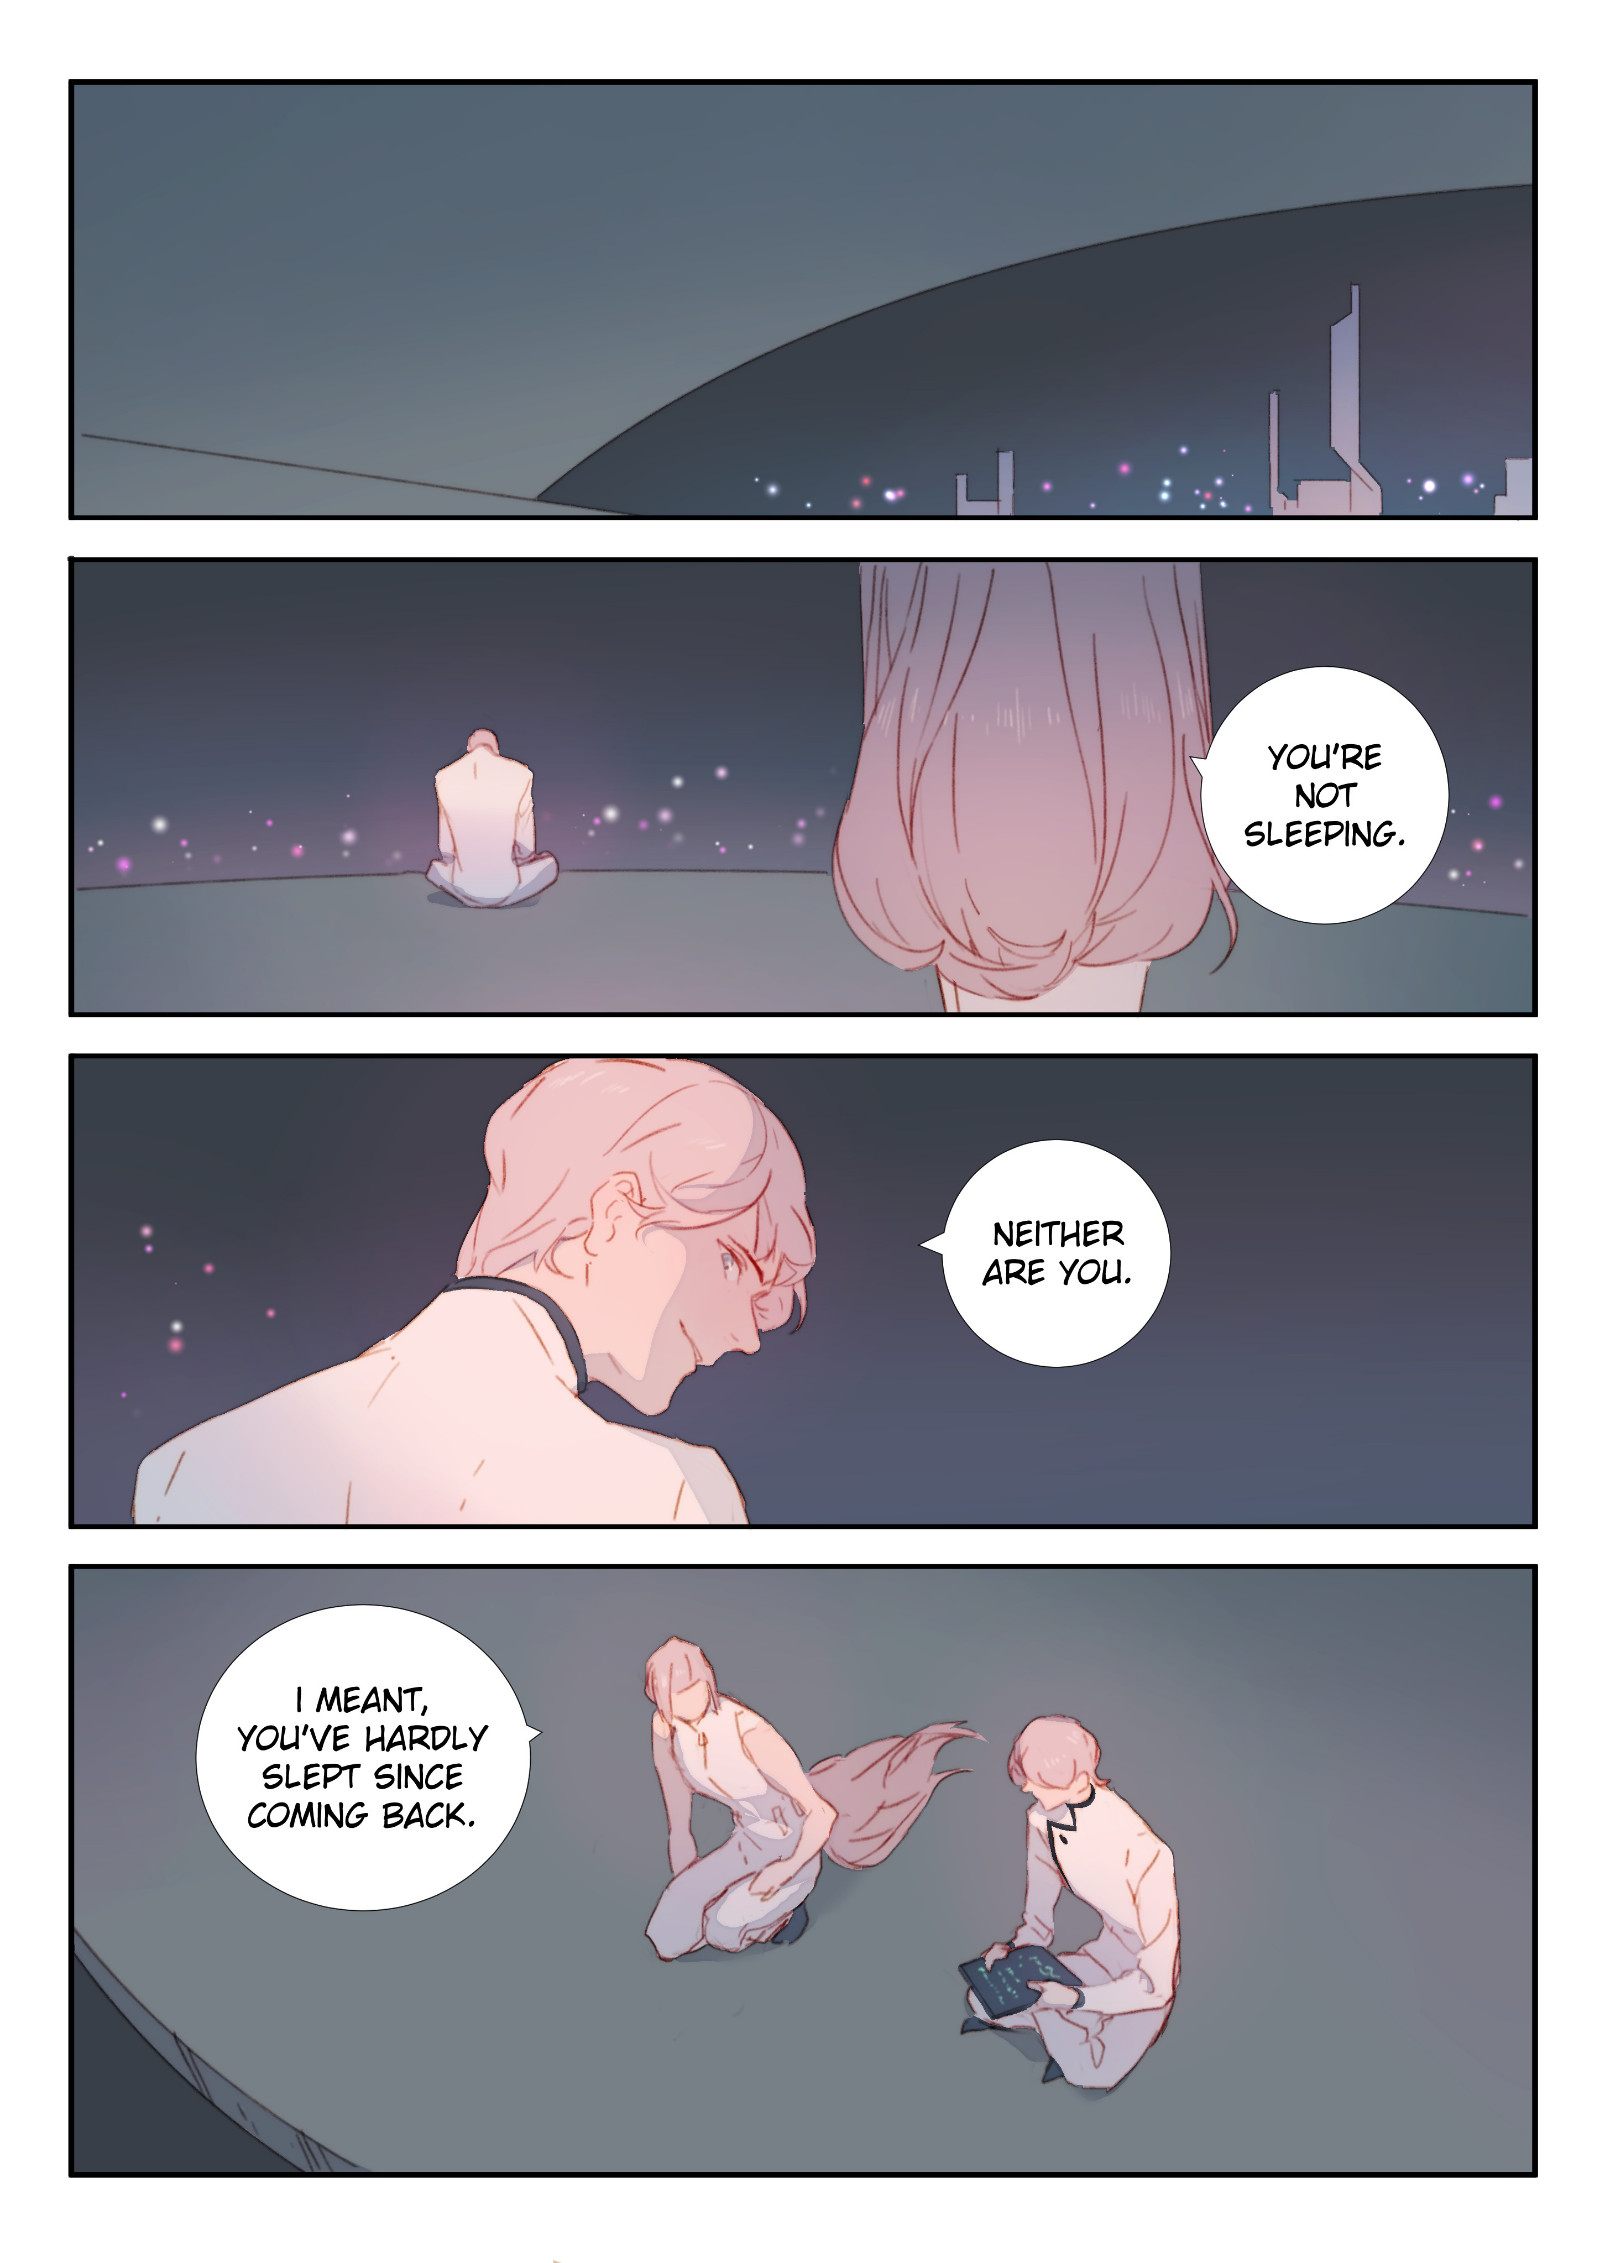 YOU'RE
NOT
SLEEPING.
NEITHER
ARE YOU.
I MEANT,
YOU'VE HARDLY
SLEPT SINCE
COMING BACK.